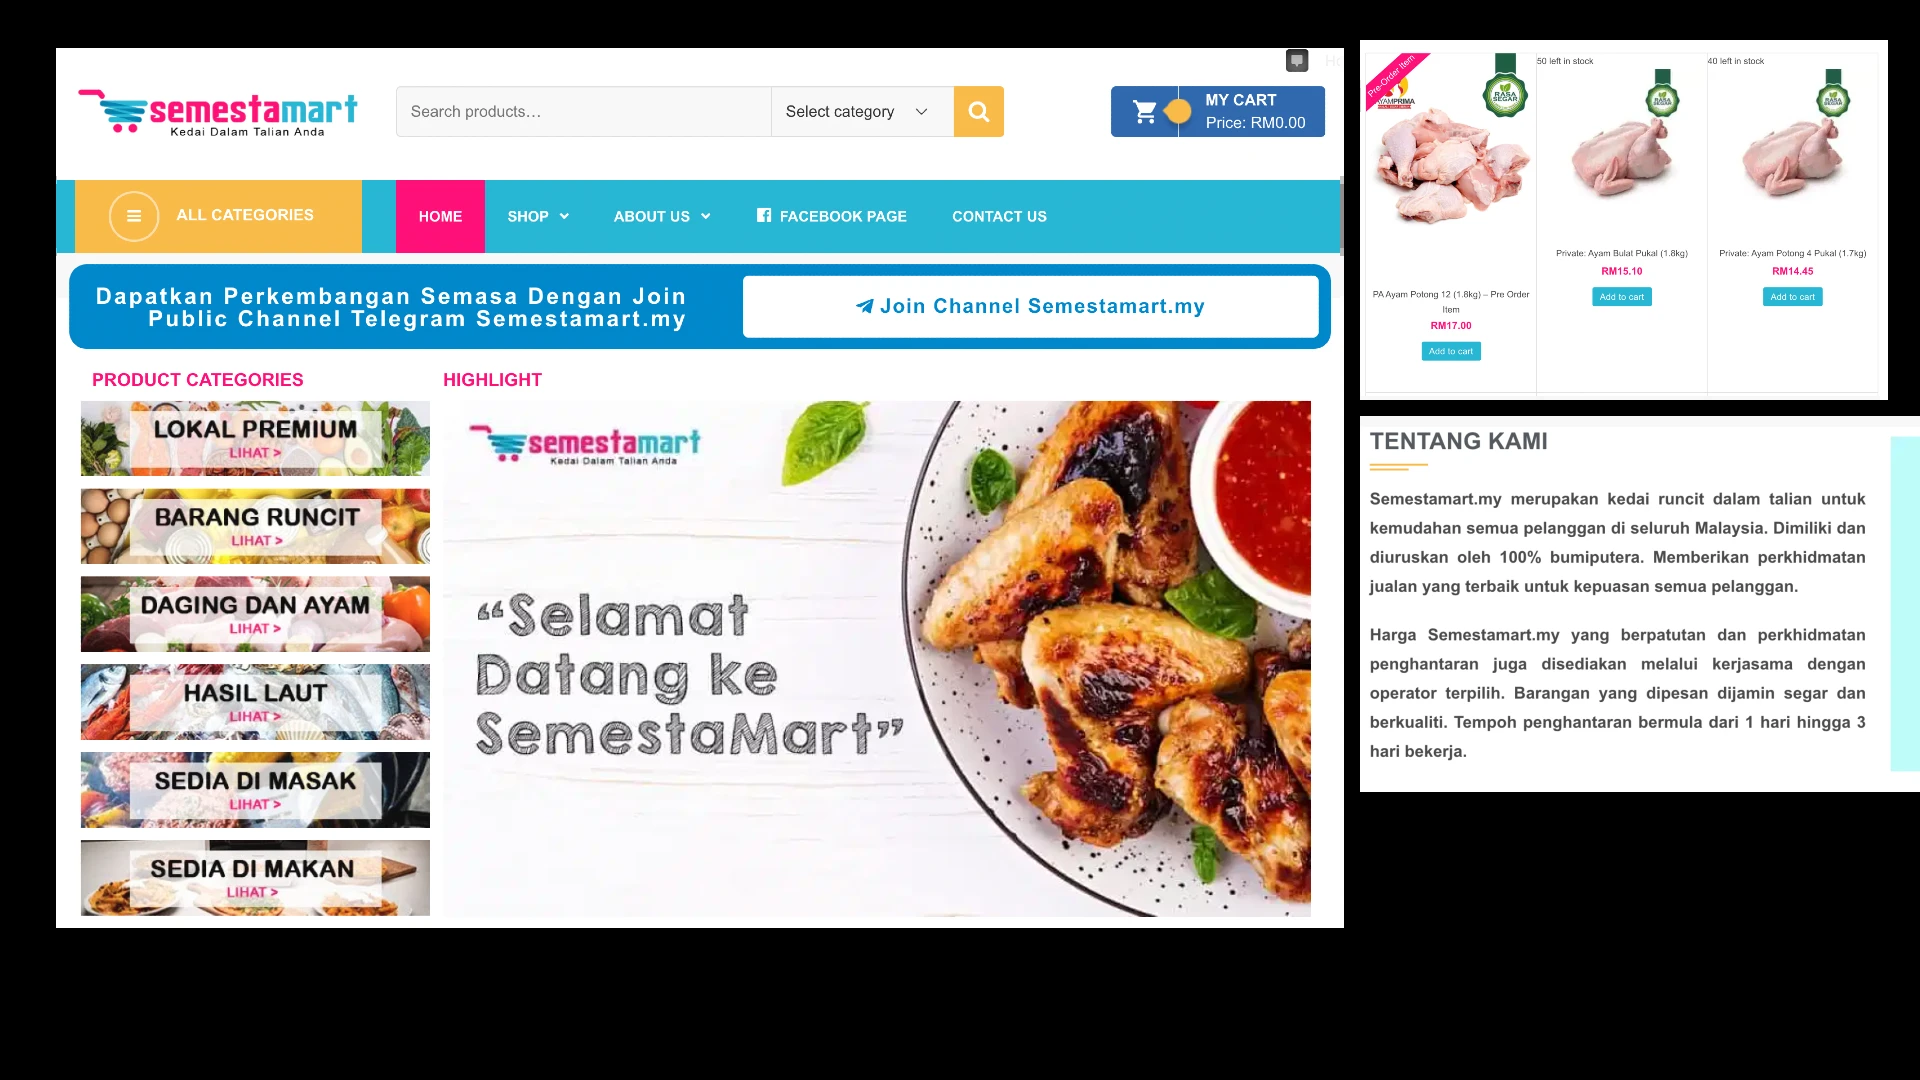 semestamart
Kedai Dalam Talian Anda
Search products...
Select category
MY CART
Price: RM0.00
ALL CATEGORIES
HOME
SHOP
ABOUT US
FACEBOOK PAGE
CONTACT US
Dapatkan Perkembangan Semasa Dengan Join
Public Channel Telegram Semestamart.my
Join Channel Semestamart.my
PRODUCT CATEGORIES
LOKAL PREMIUM
LIHAT >
BARANG RUNCIT
LIHAT >
DAGING DAN AYAM
LIHAT >
HASIL LAUT
LIHAT >
SEDIA DI MASAK
LIHAT >
SEDIA DI MAKAN
LIHAT >
HIGHLIGHT
semestamart
Kedai Dalam Talian Anda
“Selamat
Datang ke
SemestaMart”
Pre-Order Item
AYAMPRIMA
RASA
SEGAR
PA Ayam Potong 12 (1.8kg) – Pre Order
Item
RM17.00
Add to cart
50 left in stock
RASA
SEGAR
Private: Ayam Bulat Pukal (1.8kg)
RM15.10
Add to cart
40 left in stock
RASA
SEGAR
Private: Ayam Potong 4 Pukal (1.7kg)
RM14.45
Add to cart
TENTANG KAMI
Semestamart.my merupakan kedai runcit dalam talian untuk
kemudahan semua pelanggan di seluruh Malaysia. Dimiliki dan
diuruskan oleh 100% bumiputera. Memberikan perkhidmatan
jualan yang terbaik untuk kepuasan semua pelanggan.
Harga Semestamart.my yang berpatutan dan perkhidmatan
penghantaran juga disediakan melalui kerjasama dengan
operator terpilih. Barangan yang dipesan dijamin segar dan
berkualiti. Tempoh penghantaran bermula dari 1 hari hingga 3
hari bekerja.